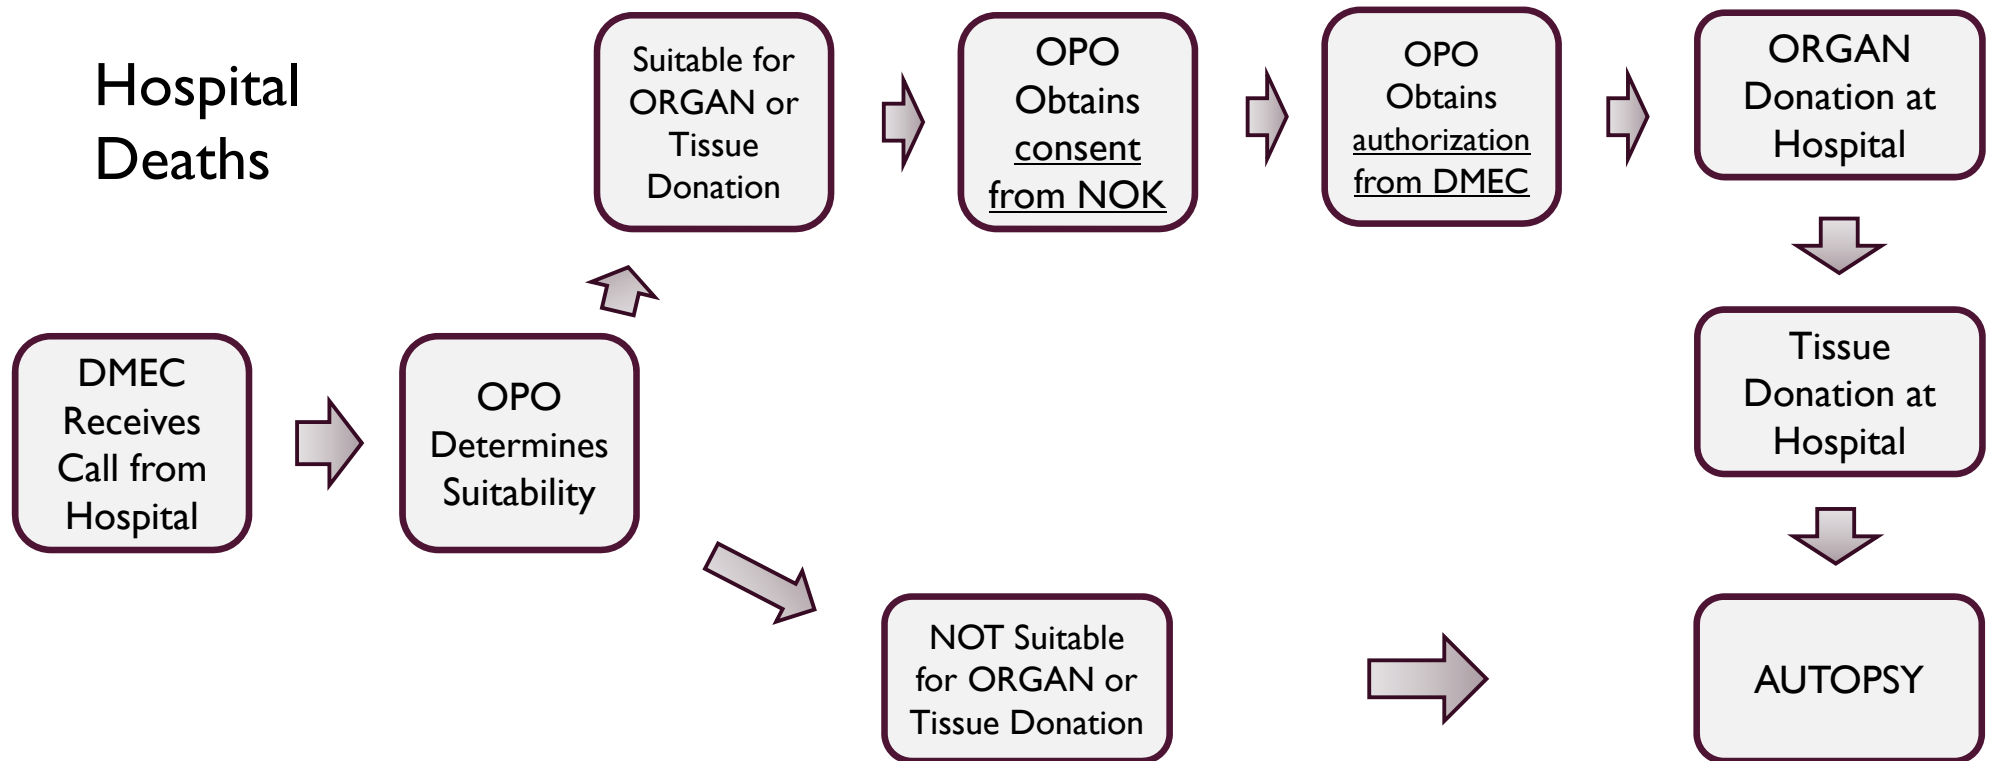 Hospital
Deaths
Suitable for
ORGAN or
Tissue
Donation
OPO
Obtains
consent
from NOK
OPO
Obtains
authorization
from DMEC
ORGAN
Donation at
Hospital
DMEC
Receives
Call from
Hospital
OPO
Determines
Suitability
Tissue
Donation at
Hospital
NOT Suitable
for ORGAN or
Tissue Donation
AUTOPSY